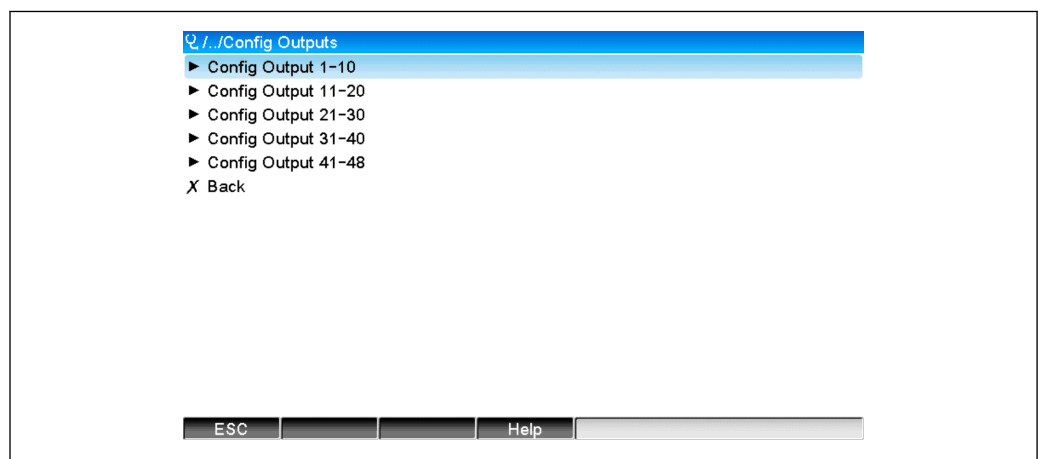 /../Config Outputs
► Config Output 1-10
► Config Output 11-20
► Config Output 21-30
► Config Output 31-40
► Config Output 41-48
X Back
ESC Help